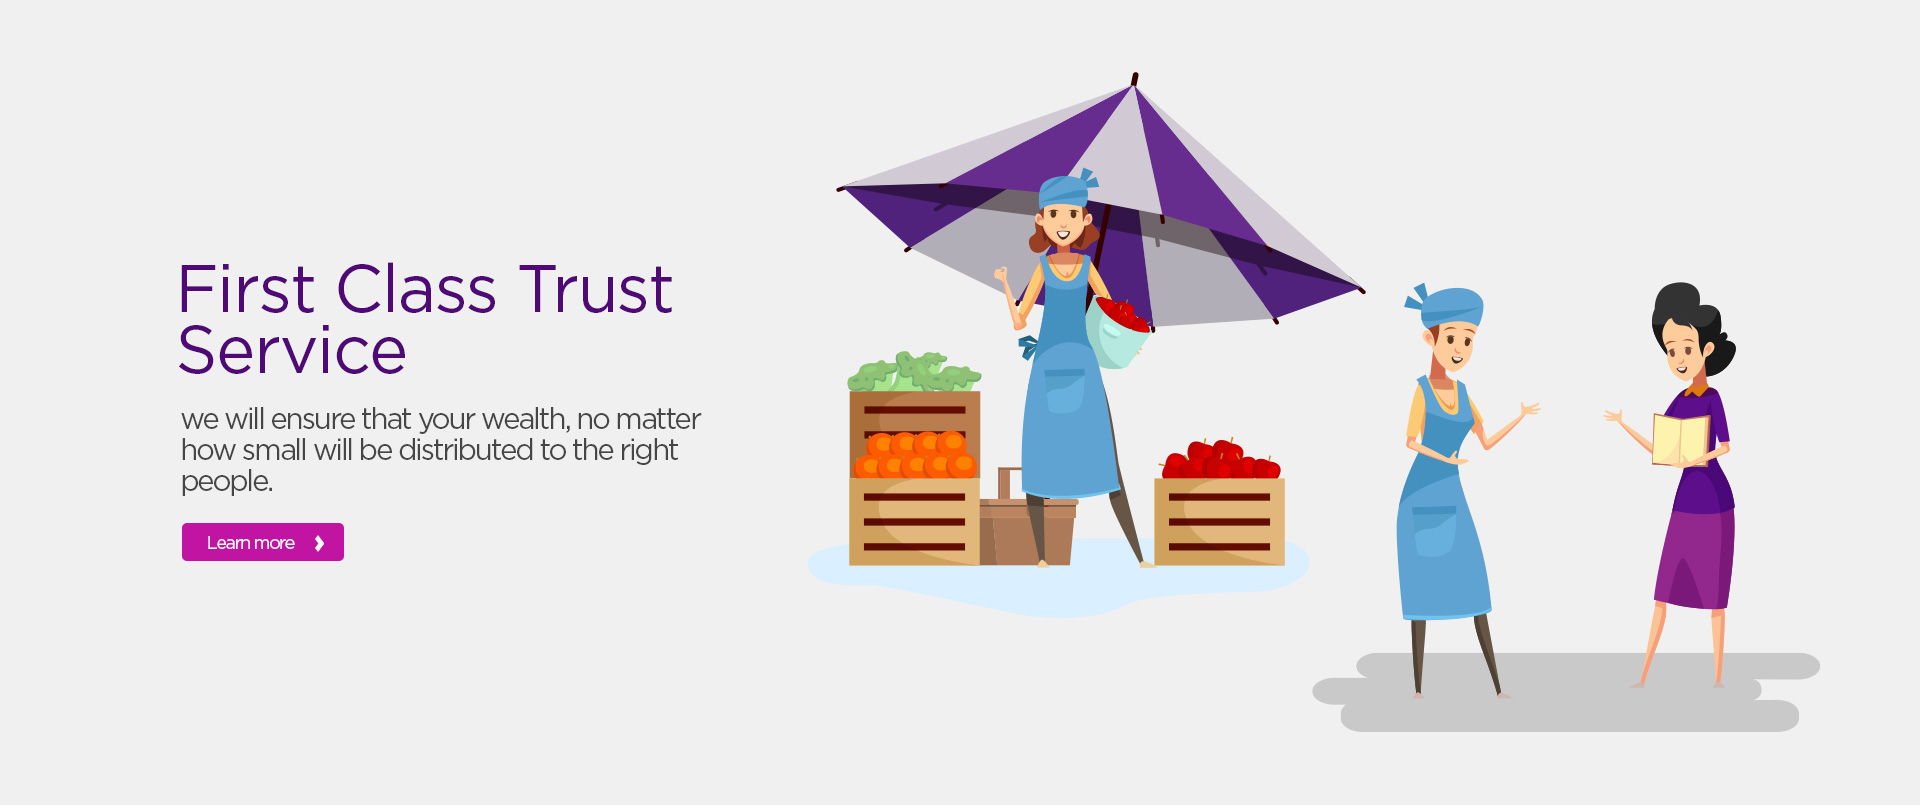 First Class Trust
Service
we will ensure that your wealth, no matter
how small will be distributed to the right
people.
Learn more